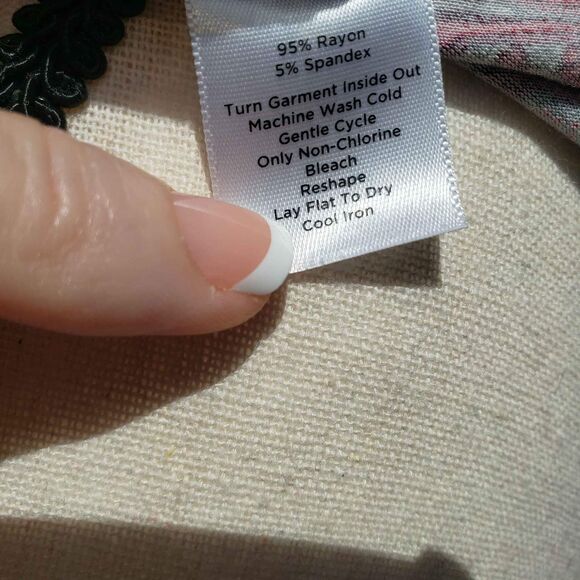 95% Rayon
5% Spandex
Turn Garment Inside Out
Machine Wash Cold
Gentle Cycle
Only Non-Chlorine
Bleach
Reshape
Lay Flat To Dry
Cool Iron